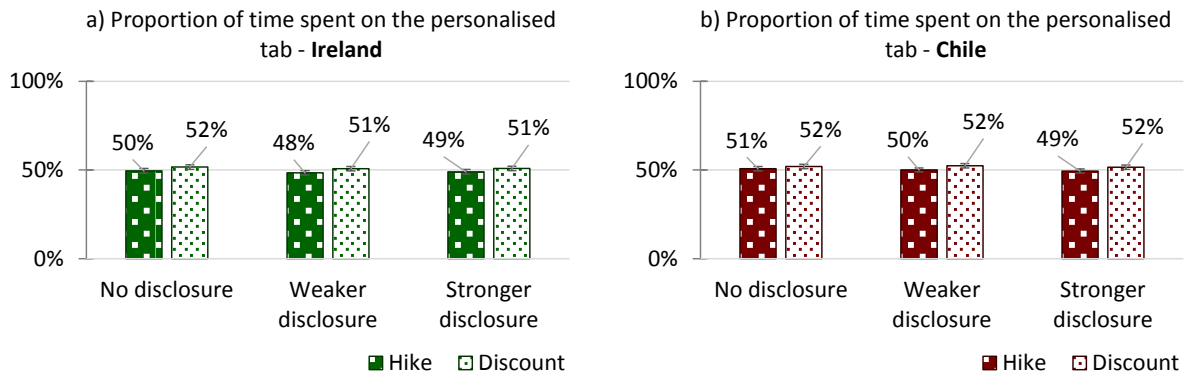 a) Proportion of time spent on the personalised
tab - Ireland
100%
50%
0%
50%
52%
48%
51%
49%
51%
No disclosure
Weaker
disclosure
Stronger
disclosure
Hike
Discount
b) Proportion of time spent on the personalised
tab - Chile
100%
50%
0%
51%
52%
50%
52%
49%
52%
No disclosure
Weaker
disclosure
Stronger
disclosure
Hike
Discount